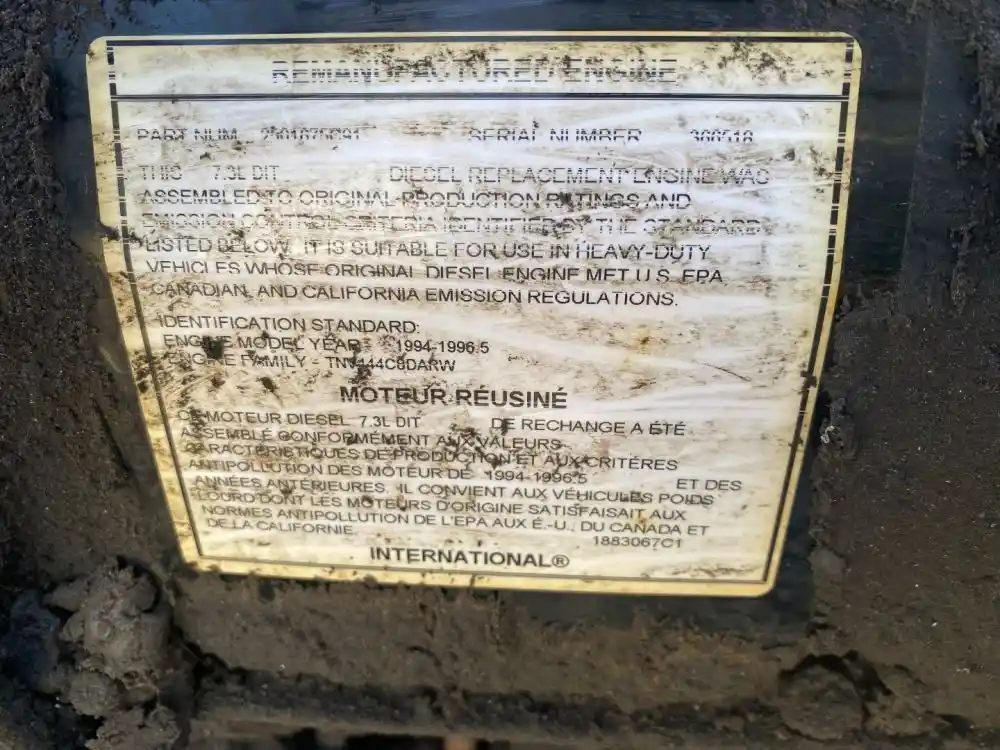 REMANUFACTURED ENGINE
PART NUM. SERIAL NUMBER
THIS 7.3L DIT DIESEL REPLACEMENT ENGINE WAS
ASSEMBLED TO ORIGINAL PRODUCTION RATINGS AND
EMISSION CONTROL CRITERIA IDENTIFIED BY THE STANDARD
LISTED BELOW. IT IS SUITABLE FOR USE IN HEAVY-DUTY
VEHICLES WHOSE ORIGINAL DIESEL ENGINE MET U.S. EPA,
CANADIAN, AND CALIFORNIA EMISSION REGULATIONS.
IDENTIFICATION STANDARD:
ENGINE MODEL YEAR - 1994-1996.5
ENGINE FAMILY -
MOTEUR RÉUSINÉ
CE MOTEUR DIESEL 7.3L DIT DE RECHANGE A ÉTÉ
ASSEMBLÉ CONFORMÉMENT AUX VALEURS
CARACTÉRISTIQUES DE PRODUCTION ET AUX CRITÈRES
ANTIPOLLUTION DES MOTEUR DE 1994-1996.5 ET DES
ANNÉES ANTÉRIEURES. IL CONVIENT AUX VÉHICULES POIDS
LOURD DONT LES MOTEURS D'ORIGINE SATISFAISAIT AUX
NORMES ANTIPOLLUTION DE L'EPA AUX É.-U., DU CANADA ET
DE LA CALIFORNIE. 1883067C1
INTERNATIONAL®